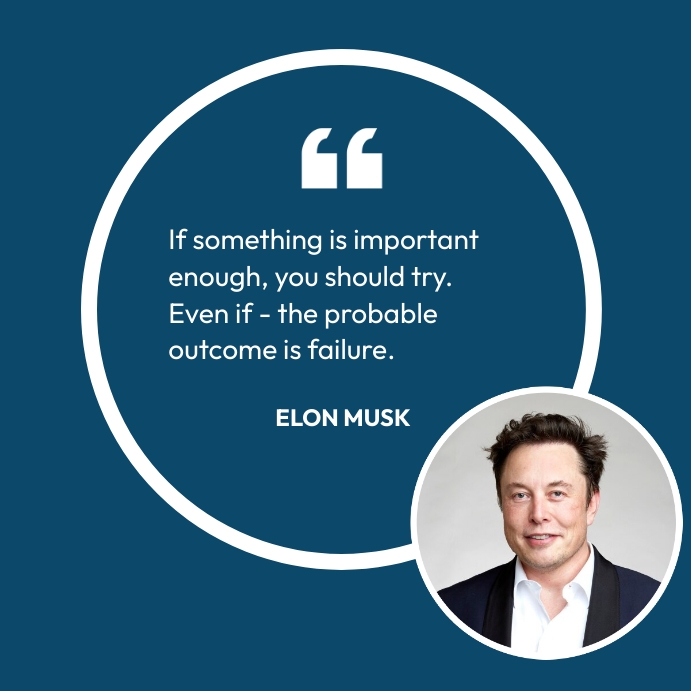 “
If something is important
enough, you should try.
Even if - the probable
outcome is failure.
ELON MUSK